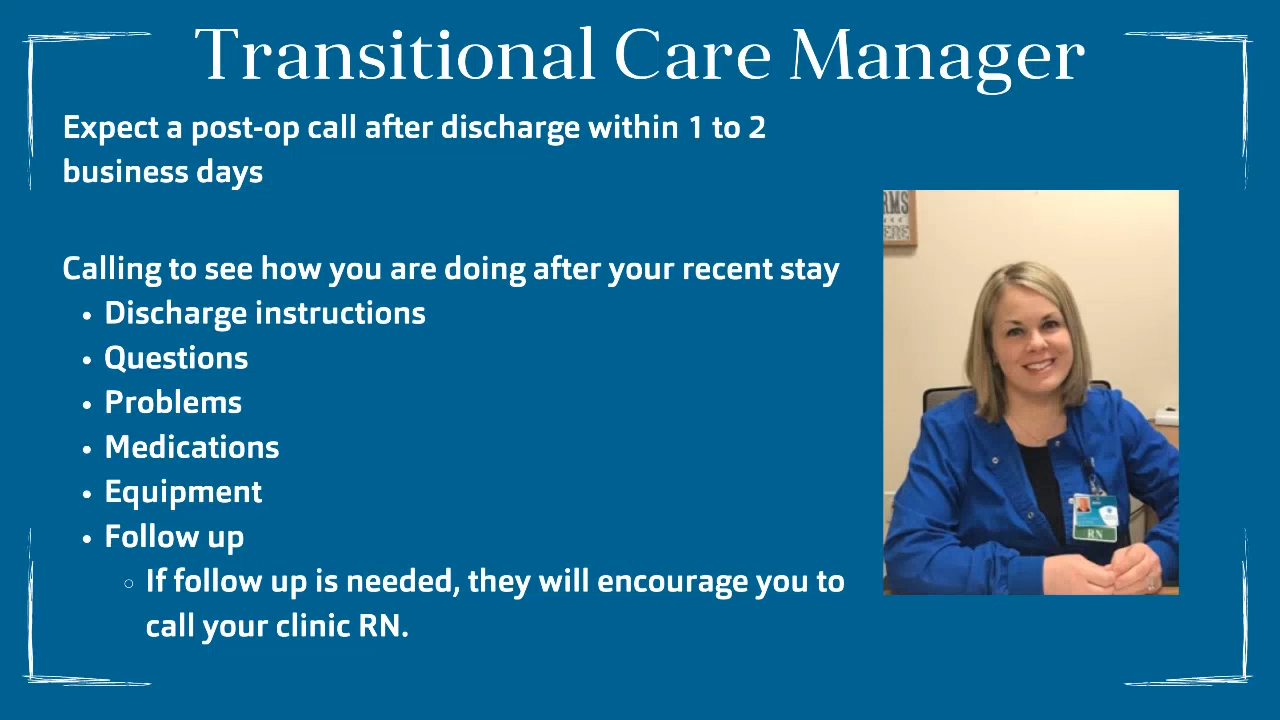 Transitional Care Manager
Expect a post-op call after discharge within 1 to 2
business days
Calling to see how you are doing after your recent stay
• Discharge instructions
• Questions
• Problems
• Medications
• Equipment
• Follow up
◦ If follow up is needed, they will encourage you to
call your clinic RN.
RMS
RN